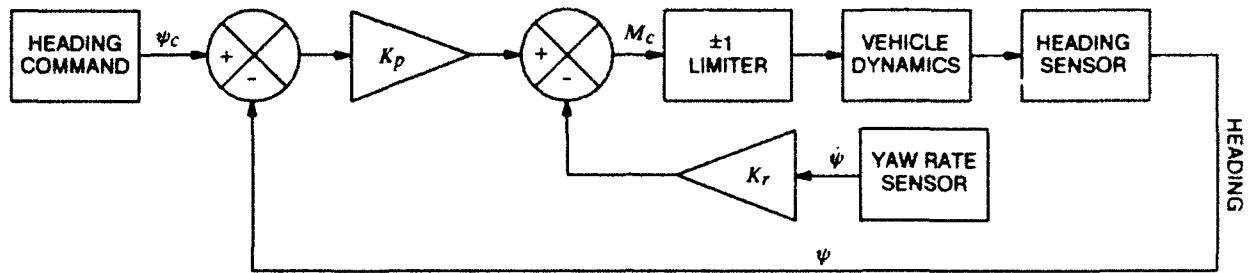 HEADING
COMMAND
ψc
+
-
Kp
+
-
Mc
±1
LIMITER
VEHICLE
DYNAMICS
HEADING
SENSOR
HEADING
Kr
ψ̇
YAW RATE
SENSOR
ψ